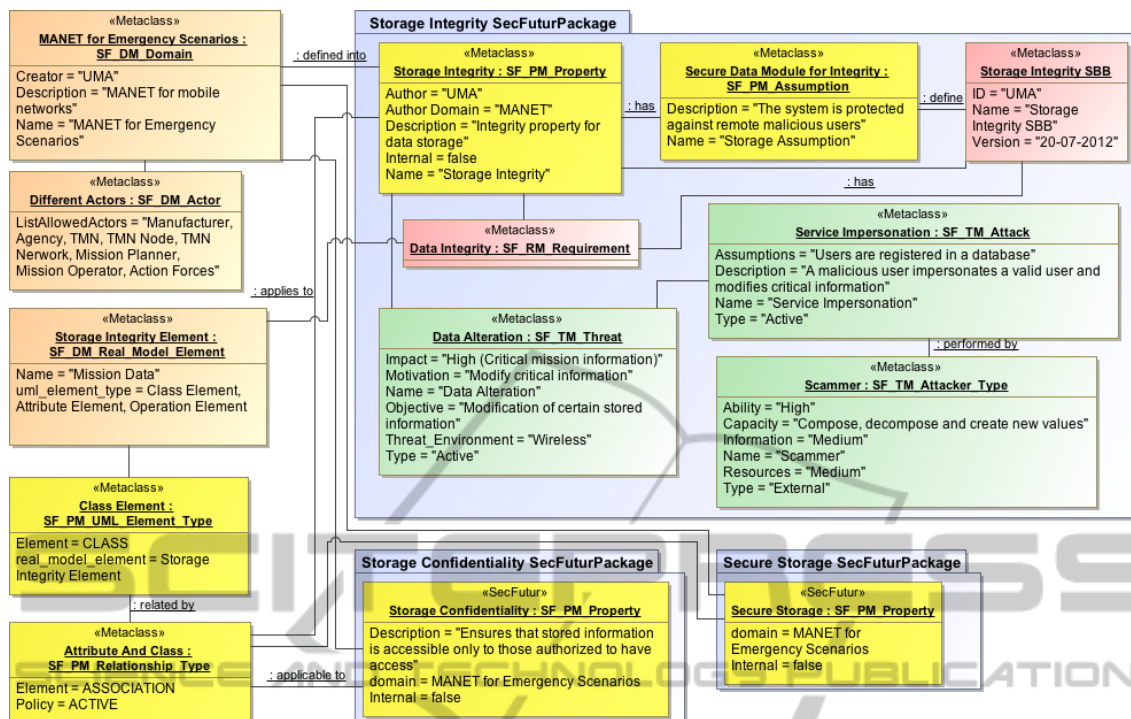 «Metaclass»
MANET for Emergency Scenarios :
SF_DM_Domain
Creator = "UMA"
Description = "MANET for mobile
networks"
Name = "MANET for Emergency
Scenarios"
: defined into
Storage Integrity SecFuturPackage
«Metaclass»
Storage Integrity : SF_PM_Property
Author = "UMA"
Author Domain = "MANET"
Description = "Integrity property for
data storage"
Internal = false
Name = "Storage Integrity"
: has
«Metaclass»
Secure Data Module for Integrity :
SF_PM_Assumption
Description = "The system is protected
against remote malicious users"
Name = "Storage Assumption"
: define
«Metaclass»
Storage Integrity SBB
ID = "UMA"
Name = "Storage
Integrity SBB"
Version = "20-07-2012"
: has
«Metaclass»
Different Actors : SF_DM_Actor
ListAllowedActors = "Manufacturer,
Agency, TMN, TMN Node, TMN
Nerwork, Mission Planner,
Mission Operator, Action Forces"
«Metaclass»
Data Integrity : SF_RM_Requirement
«Metaclass»
Service Impersonation : SF_TM_Attack
Assumptions = "Users are registered in a database"
Description = "A malicious user impersonates a valid user and
modifies critical information"
Name = "Service Impersonation"
Type = "Active"
: applies to
: performed by
«Metaclass»
Storage Integrity Element :
SF_DM_Real_Model_Element
Name = "Mission Data"
uml_element_type = Class Element,
Attribute Element, Operation Element
«Metaclass»
Data Alteration : SF_TM_Threat
Impact = "High (Critical mission information)"
Motivation = "Modify critical information"
Name = "Data Alteration"
Objective = "Modification of certain stored
information"
Threat_Environment = "Wireless"
Type = "Active"
«Metaclass»
Scammer : SF_TM_Attacker_Type
Ability = "High"
Capacity = "Compose, decompose and create new values"
Information = "Medium"
Name = "Scammer"
Resources = "Medium"
Type = "External"
«Metaclass»
Class Element :
SF_PM_UML_Element_Type
Element = CLASS
real_model_element = Storage
Integrity Element
: related by
«Metaclass»
Attribute And Class :
SF_PM_Relationship_Type
Element = ASSOCIATION
Policy = ACTIVE
: applicable to
Storage Confidentiality SecFuturPackage
«SecFutur»
Storage Confidentiality : SF_PM_Property
Description = "Ensures that stored information
is accessible only to those authorized to have
access"
domain = MANET for Emergency Scenarios
Internal = false
Secure Storage SecFuturPackage
«SecFutur»
Secure Storage : SF_PM_Property
domain = MANET for
Emergency Scenarios
Internal = false
SCITEPRESS
SCIENCE AND TECHNOLOGY PUBLICATIONS